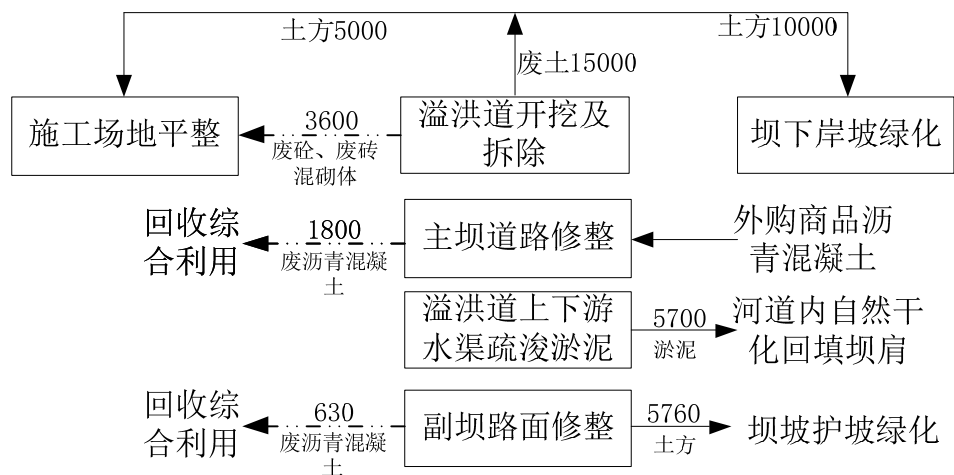 土方5000
土方10000
废土15000
施工场地平整
3600
废砼、废砖
混砌体
溢洪道开挖及
拆除
坝下岸坡绿化
回收综
合利用
1800
废沥青混凝
土
主坝道路修整
外购商品沥
青混凝土
溢洪道上下游
水渠疏浚淤泥
5700
淤泥
河道内自然干
化回填坝肩
回收综
合利用
630
废沥青混凝
土
副坝路面修整
5760
土方
坝坡护坡绿化